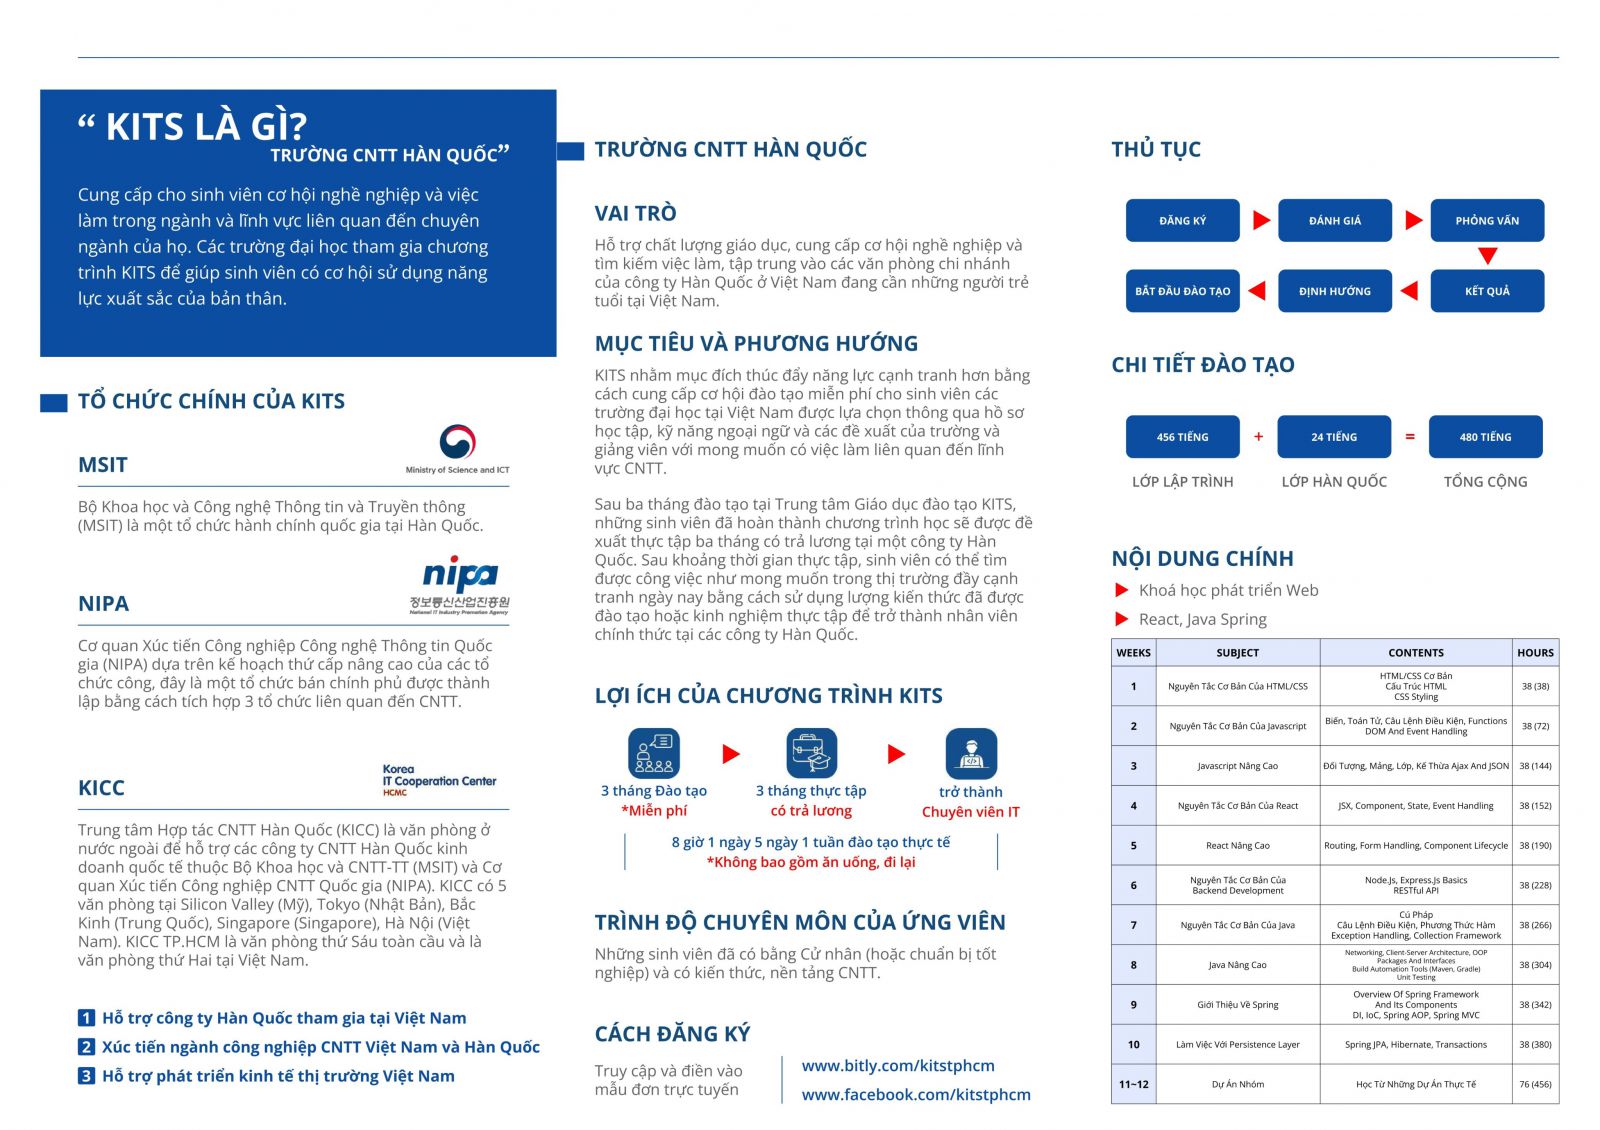 “ KITS LÀ GÌ?
TRƯỜNG CNTT HÀN QUỐC”
Cung cấp cho sinh viên cơ hội nghề nghiệp và việc
làm trong ngành và lĩnh vực liên quan đến chuyên
ngành của họ. Các trường đại học tham gia chương
trình KITS để giúp sinh viên có cơ hội sử dụng năng
lực xuất sắc của bản thân.
TỔ CHỨC CHÍNH CỦA KITS
Ministry of Science and ICT
MSIT
Bộ Khoa học và Công nghệ Thông tin và Truyền thông
(MSIT) là một tổ chức hành chính quốc gia tại Hàn Quốc.
nipa
정보통신산업진흥원
National IT Industry Promotion Agency
NIPA
Cơ quan Xúc tiến Công nghiệp Công nghệ Thông tin Quốc
gia (NIPA) dựa trên kế hoạch thứ cấp nâng cao của các tổ
chức công, đây là một tổ chức bán chính phủ được thành
lập bằng cách tích hợp 3 tổ chức liên quan đến CNTT.
Korea
IT Cooperation Center
HCMC
KICC
Trung tâm Hợp tác CNTT Hàn Quốc (KICC) là văn phòng ở
nước ngoài để hỗ trợ các công ty CNTT Hàn Quốc kinh
doanh quốc tế thuộc Bộ Khoa học và CNTT-TT (MSIT) và Cơ
quan Xúc tiến Công nghiệp CNTT Quốc gia (NIPA). KICC có 5
văn phòng tại Silicon Valley (Mỹ), Tokyo (Nhật Bản), Bắc
Kinh (Trung Quốc), Singapore (Singapore), Hà Nội (Việt
Nam). KICC TP.HCM là văn phòng thứ Sáu toàn cầu và là
văn phòng thứ Hai tại Việt Nam.
1 Hỗ trợ công ty Hàn Quốc tham gia tại Việt Nam
2 Xúc tiến ngành công nghiệp CNTT Việt Nam và Hàn Quốc
3 Hỗ trợ phát triển kinh tế thị trường Việt Nam
TRƯỜNG CNTT HÀN QUỐC
VAI TRÒ
Hỗ trợ chất lượng giáo dục, cung cấp cơ hội nghề nghiệp và
tìm kiếm việc làm, tập trung vào các văn phòng chi nhánh
của công ty Hàn Quốc ở Việt Nam đang cần những người trẻ
tuổi tại Việt Nam.
MỤC TIÊU VÀ PHƯƠNG HƯỚNG
KITS nhằm mục đích thúc đẩy năng lực cạnh tranh hơn bằng
cách cung cấp cơ hội đào tạo miễn phí cho sinh viên các
trường đại học tại Việt Nam được lựa chọn thông qua hồ sơ
học tập, kỹ năng ngoại ngữ và các đề xuất của trường và
giảng viên với mong muốn có việc làm liên quan đến lĩnh
vực CNTT.
Sau ba tháng đào tạo tại Trung tâm Giáo dục đào tạo KITS,
những sinh viên đã hoàn thành chương trình học sẽ được đề
xuất thực tập ba tháng có trả lương tại một công ty Hàn
Quốc. Sau khoảng thời gian thực tập, sinh viên có thể tìm
được công việc như mong muốn trong thị trường đầy cạnh
tranh ngày nay bằng cách sử dụng lượng kiến thức đã được
đào tạo hoặc kinh nghiệm thực tập để trở thành nhân viên
chính thức tại các công ty Hàn Quốc.
LỢI ÍCH CỦA CHƯƠNG TRÌNH KITS
3 tháng Đào tạo
*Miễn phí
3 tháng thực tập
có trả lương
trở thành
Chuyên viên IT
8 giờ 1 ngày 5 ngày 1 tuần đào tạo thực tế
*Không bao gồm ăn uống, đi lại
TRÌNH ĐỘ CHUYÊN MÔN CỦA ỨNG VIÊN
Những sinh viên đã có bằng Cử nhân (hoặc chuẩn bị tốt
nghiệp) và có kiến thức, nền tảng CNTT.
CÁCH ĐĂNG KÝ
Truy cập và điền vào
mẫu đơn trực tuyến
www.bitly.com/kitstphcm
www.facebook.com/kitstphcm
THỦ TỤC
ĐĂNG KÝ
ĐÁNH GIÁ
PHỎNG VẤN
BẮT ĐẦU ĐÀO TẠO
ĐỊNH HƯỚNG
KẾT QUẢ
CHI TIẾT ĐÀO TẠO
456 TIẾNG + 24 TIẾNG = 480 TIẾNG
LỚP LẬP TRÌNH LỚP HÀN QUỐC TỔNG CỘNG
NỘI DUNG CHÍNH
Khoá học phát triển Web
React, Java Spring
WEEKS SUBJECT CONTENTS HOURS
1 Nguyên Tắc Cơ Bản Của HTML/CSS
HTML/CSS Cơ Bản
Cấu Trúc HTML
CSS Styling
38 (38)
2 Nguyên Tắc Cơ Bản Của Javascript
Biến, Toán Tử, Câu Lệnh Điều Kiện, Functions
DOM And Event Handling
38 (72)
3 Javascript Nâng Cao Đối Tượng, Mảng, Lớp, Kế Thừa Ajax And JSON 38 (144)
4 Nguyên Tắc Cơ Bản Của React JSX, Component, State, Event Handling 38 (152)
5 React Nâng Cao Routing, Form Handling, Component Lifecycle 38 (190)
6
Nguyên Tắc Cơ Bản Của
Backend Development
Node.Js, Express.Js Basics
RESTful API
38 (228)
7 Nguyên Tắc Cơ Bản Của Java
Cú Pháp
Câu Lệnh Điều Kiện, Phương Thức Hàm
Exception Handling, Collection Framework
38 (266)
8 Java Nâng Cao
Networking, Client-Server Architecture, OOP
Packages And Interfaces
Build Automation Tools (Maven, Gradle)
Unit Testing
38 (304)
9 Giới Thiệu Về Spring
Overview Of Spring Framework
And Its Components
DI, IoC, Spring AOP, Spring MVC
38 (342)
10 Làm Việc Với Persistence Layer Spring JPA, Hibernate, Transactions 38 (380)
11~12 Dự Án Nhóm Học Từ Những Dự Án Thực Tế 76 (456)